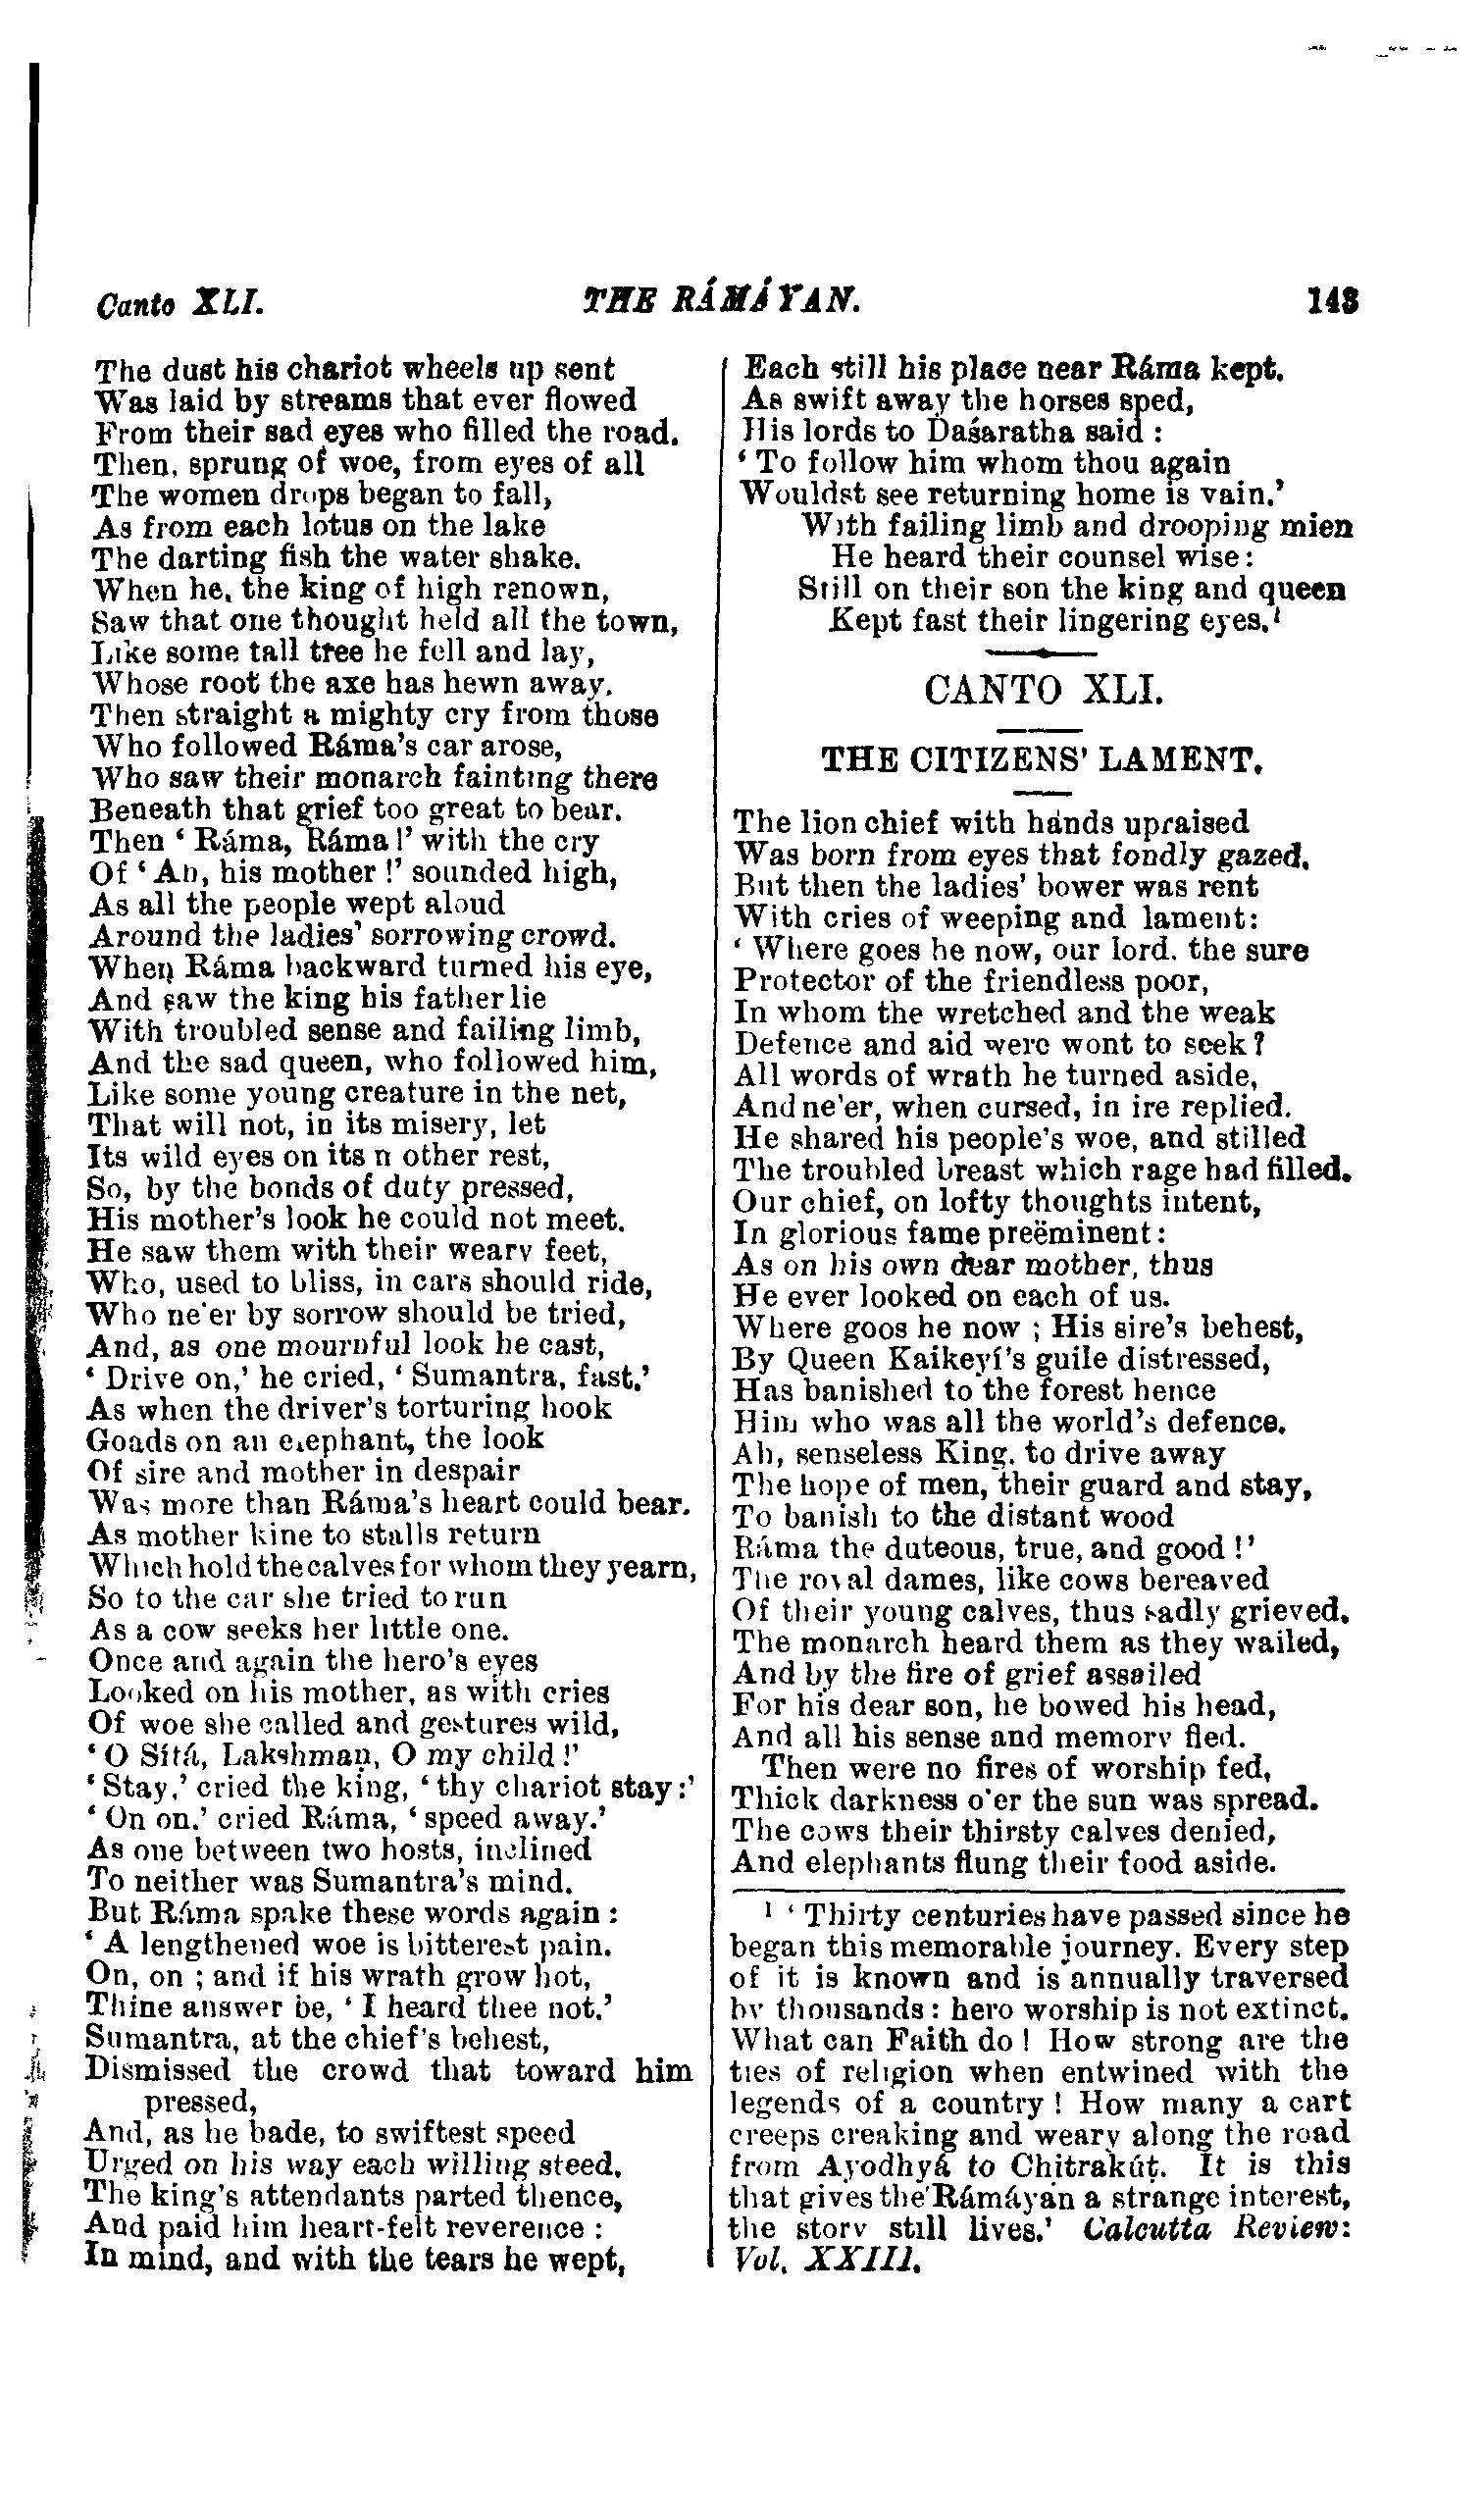 Canto XLI.
THE RÁMÁYAN.
143
The dust his chariot wheels up sent
Was laid by streams that ever flowed
From their sad eyes who filled the road.
Then, sprung of woe, from eyes of all
The women drops began to fall,
As from each lotus on the lake
The darting fish the water shake.
When he, the king of high renown,
Saw that one thought held all the town,
Like some tall tree he fell and lay,
Whose root the axe has hewn away.
Then straight a mighty cry from those
Who followed Ráma's car arose,
Who saw their monarch fainting there
Beneath that grief too great to bear.
Then ‘ Ráma, Ráma !’ with the cry
Of ‘ Ah, his mother !’ sounded high,
As all the people wept aloud
Around the ladies' sorrowing crowd.
When Ráma backward turned his eye,
And saw the king his father lie
With troubled sense and failing limb,
And the sad queen, who followed him,
Like some young creature in the net,
That will not, in its misery, let
Its wild eyes on its mother rest,
So, by the bonds of duty pressed,
His mother's look he could not meet.
He saw them with their weary feet,
Who, used to bliss, in cars should ride,
Who ne'er by sorrow should be tried,
And, as one mournful look he cast,
‘ Drive on,’ he cried, ‘ Sumantra, fast.’
As when the driver's torturing hook
Goads on an elephant, the look
Of sire and mother in despair
Was more than Ráma's heart could bear.
As mother kine to stalls return
Which hold the calves for whom they yearn,
So to the car she tried to run
As a cow seeks her little one.
Once and again the hero's eyes
Looked on his mother, as with cries
Of woe she called and gestures wild,
‘ O Sítá, Lakshmaṇ, O my child !’
‘ Stay,’ cried the king, ‘ thy chariot stay :’
‘ On on.’ cried Ráma, ‘ speed away.’
As one between two hosts, inclined
To neither was Sumantra's mind.
But Ráma spake these words again :
‘ A lengthened woe is bitterest pain.
On, on ; and if his wrath grow hot,
Thine answer be, ‘ I heard thee not.’
Sumantra, at the chief's behest,
Dismissed the crowd that toward him
pressed,
And, as he bade, to swiftest speed
Urged on his way each willing steed.
The king's attendants parted thence,
And paid him heart-felt reverence :
In mind, and with the tears he wept,
Each still his place near Ráma kept.
As swift away the horses sped,
His lords to Daśaratha said :
‘ To follow him whom thou again
Wouldst see returning home is vain.’
With failing limb and drooping mien
He heard their counsel wise :
Still on their son the king and queen
Kept fast their lingering eyes.¹
CANTO XLI.
THE CITIZENS' LAMENT.
The lion chief with hands upraised
Was born from eyes that fondly gazed.
But then the ladies' bower was rent
With cries of weeping and lament:
‘ Where goes he now, our lord. the sure
Protector of the friendless poor,
In whom the wretched and the weak
Defence and aid were wont to seek ?
All words of wrath he turned aside,
And ne'er, when cursed, in ire replied.
He shared his people's woe, and stilled
The troubled breast which rage had filled.
Our chief, on lofty thoughts intent,
In glorious fame preëminent :
As on his own dear mother, thus
He ever looked on each of us.
Where goos he now ; His sire's behest,
By Queen Kaikeyí's guile distressed,
Has banished to the forest hence
Him who was all the world's defence.
Ah, senseless King. to drive away
The hope of men, their guard and stay,
To banish to the distant wood
Ráma the duteous, true, and good !’
The royal dames, like cows bereaved
Of their young calves, thus sadly grieved.
The monarch heard them as they wailed,
And by the fire of grief assailed
For his dear son, he bowed his head,
And all his sense and memory fled.
Then were no fires of worship fed,
Thick darkness o'er the sun was spread.
The cows their thirsty calves denied,
And elephants flung their food aside.
¹ ‘ Thirty centuries have passed since he
began this memorable journey. Every step
of it is known and is annually traversed
by thousands : hero worship is not extinct.
What can Faith do ! How strong are the
ties of religion when entwined with the
legends of a country ! How many a cart
creeps creaking and weary along the road
from Ayodhyá to Chitrakúṭ. It is this
that gives the Rámáyan a strange interest,
the story still lives.’ Calcutta Review:
Vol. XXIII.